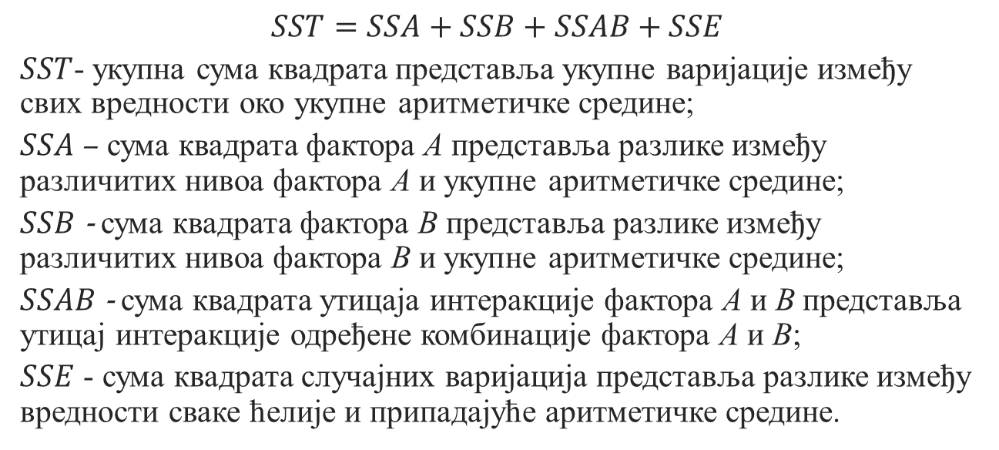 SST = SSA + SSB + SSAB + SSE
SST - укупна сума квадрата представља укупне варијације између
свих вредности око укупне аритметичке средине;
SSA – сума квадрата фактора A представља разлике између
различитих нивоа фактора A и укупне аритметичке средине;
SSB - сума квадрата фактора B представља разлике између
различитих нивоа фактора B и укупне аритметичке средине;
SSAB - сума квадрата утицаја интеракције фактора A и B представља
утицај интеракције одређене комбинације фактора A и B;
SSE - сума квадрата случајних варијација представља разлике између
вредности сваке ћелије и припадајуће аритметичке средине.